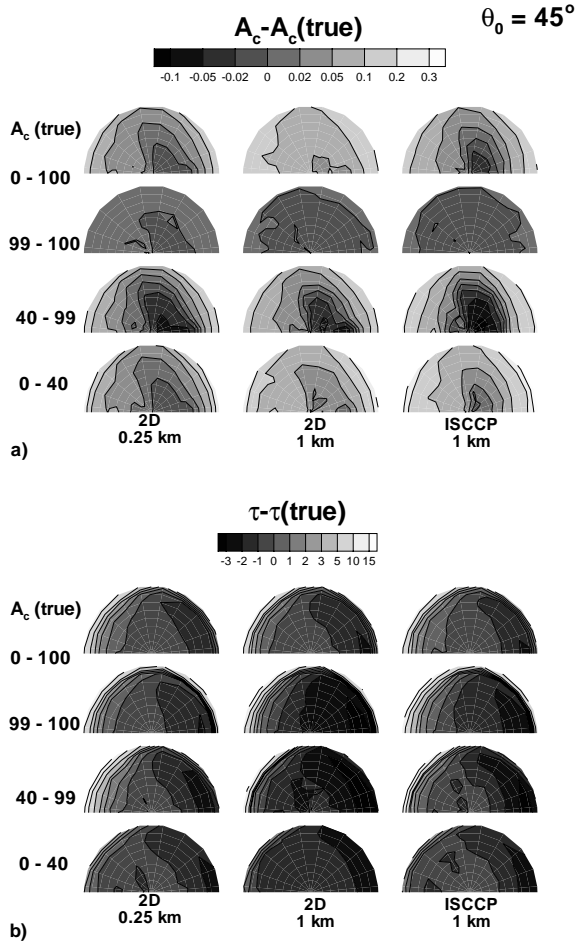 θ₀ = 45°
A_c-A_c(true)
-0.1 -0.05 -0.02 0 0.02 0.05 0.1 0.2 0.3
A_c (true)
0 - 100
99 - 100
40 - 99
0 - 40
2D 2D ISCCP
0.25 km 1 km 1 km
a)
τ-τ(true)
-3 -2 -1 0 1 2 3 5 10 15
A_c (true)
0 - 100
99 - 100
40 - 99
0 - 40
2D 2D ISCCP
0.25 km 1 km 1 km
b)